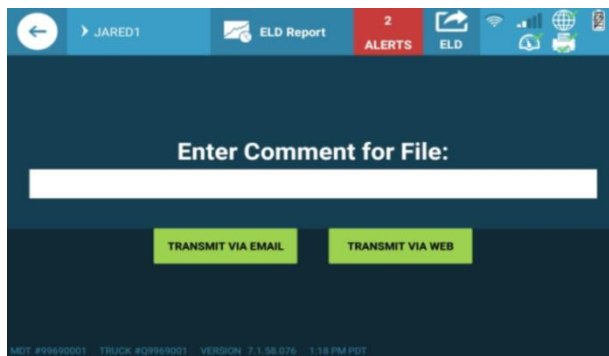 JARED1
ELD Report
2
ALERTS
ELD
Enter Comment for File:
TRANSMIT VIA EMAIL
TRANSMIT VIA WEB
MDT #99690001 TRUCK #Q9969001 VERSION 7.1.58.076 1:18 PM PDT